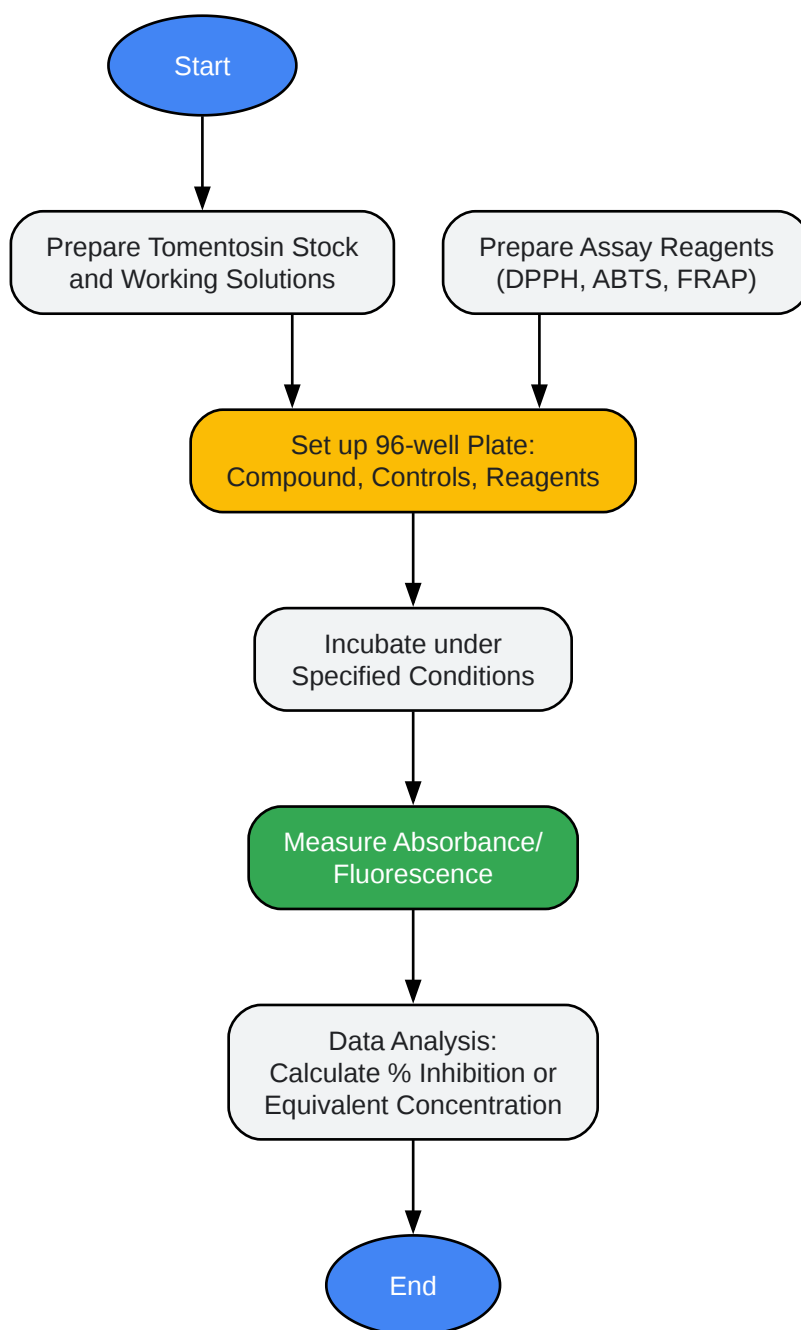 Start
Prepare Tomentosin Stock
and Working Solutions
Prepare Assay Reagents
(DPPH, ABTS, FRAP)
Set up 96-well Plate:
Compound, Controls, Reagents
Incubate under
Specified Conditions
Measure Absorbance/
Fluorescence
Data Analysis:
Calculate % Inhibition or
Equivalent Concentration
End